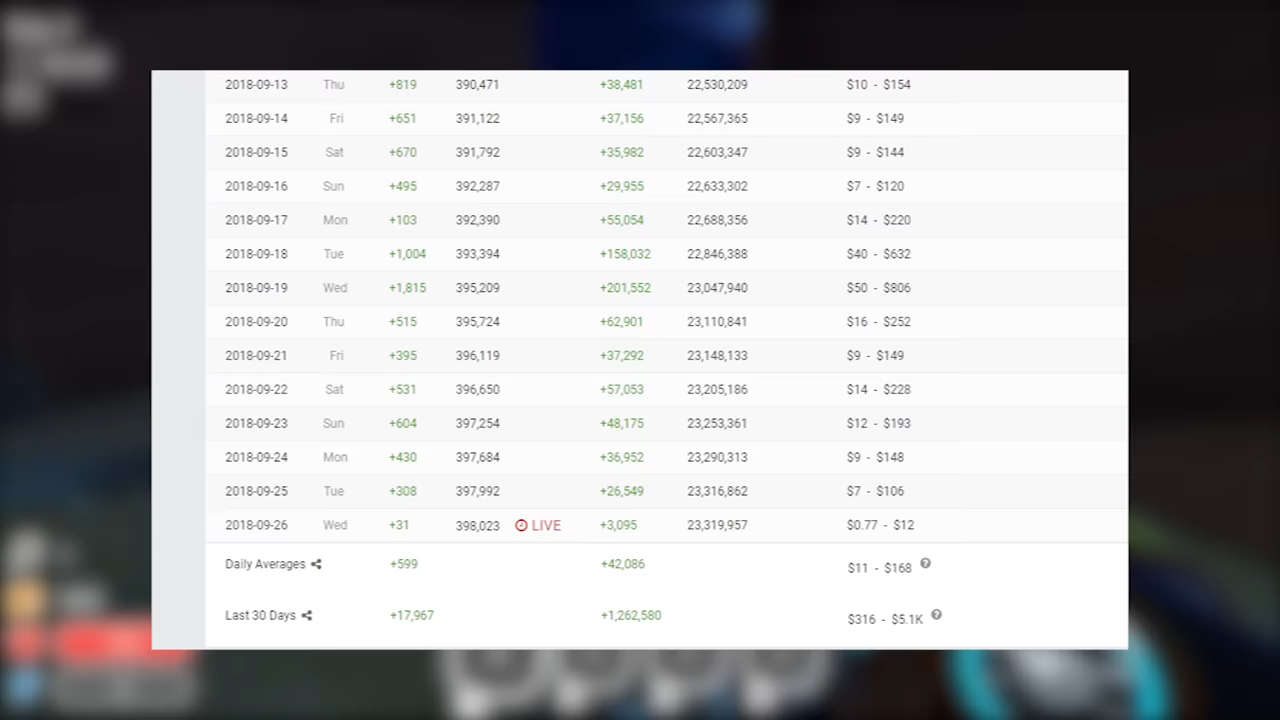 2018-09-13 Thu +819 390,471 +38,481 22,530,209 $10 - $154
2018-09-14 Fri +651 391,122 +37,156 22,567,365 $9 - $149
2018-09-15 Sat +670 391,792 +35,982 22,603,347 $9 - $144
2018-09-16 Sun +495 392,287 +29,955 22,633,302 $7 - $120
2018-09-17 Mon +103 392,390 +55,054 22,688,356 $14 - $220
2018-09-18 Tue +1,004 393,394 +158,032 22,846,388 $40 - $632
2018-09-19 Wed +1,815 395,209 +201,552 23,047,940 $50 - $806
2018-09-20 Thu +515 395,724 +62,901 23,110,841 $16 - $252
2018-09-21 Fri +395 396,119 +37,292 23,148,133 $9 - $149
2018-09-22 Sat +531 396,650 +57,053 23,205,186 $14 - $228
2018-09-23 Sun +604 397,254 +48,175 23,253,361 $12 - $193
2018-09-24 Mon +430 397,684 +36,952 23,290,313 $9 - $148
2018-09-25 Tue +308 397,992 +26,549 23,316,862 $7 - $106
2018-09-26 Wed +31 398,023 LIVE +3,095 23,319,957 $0.77 - $12
Daily Averages +599 +42,086 $11 - $168
Last 30 Days +17,967 +1,262,580 $316 - $5.1K